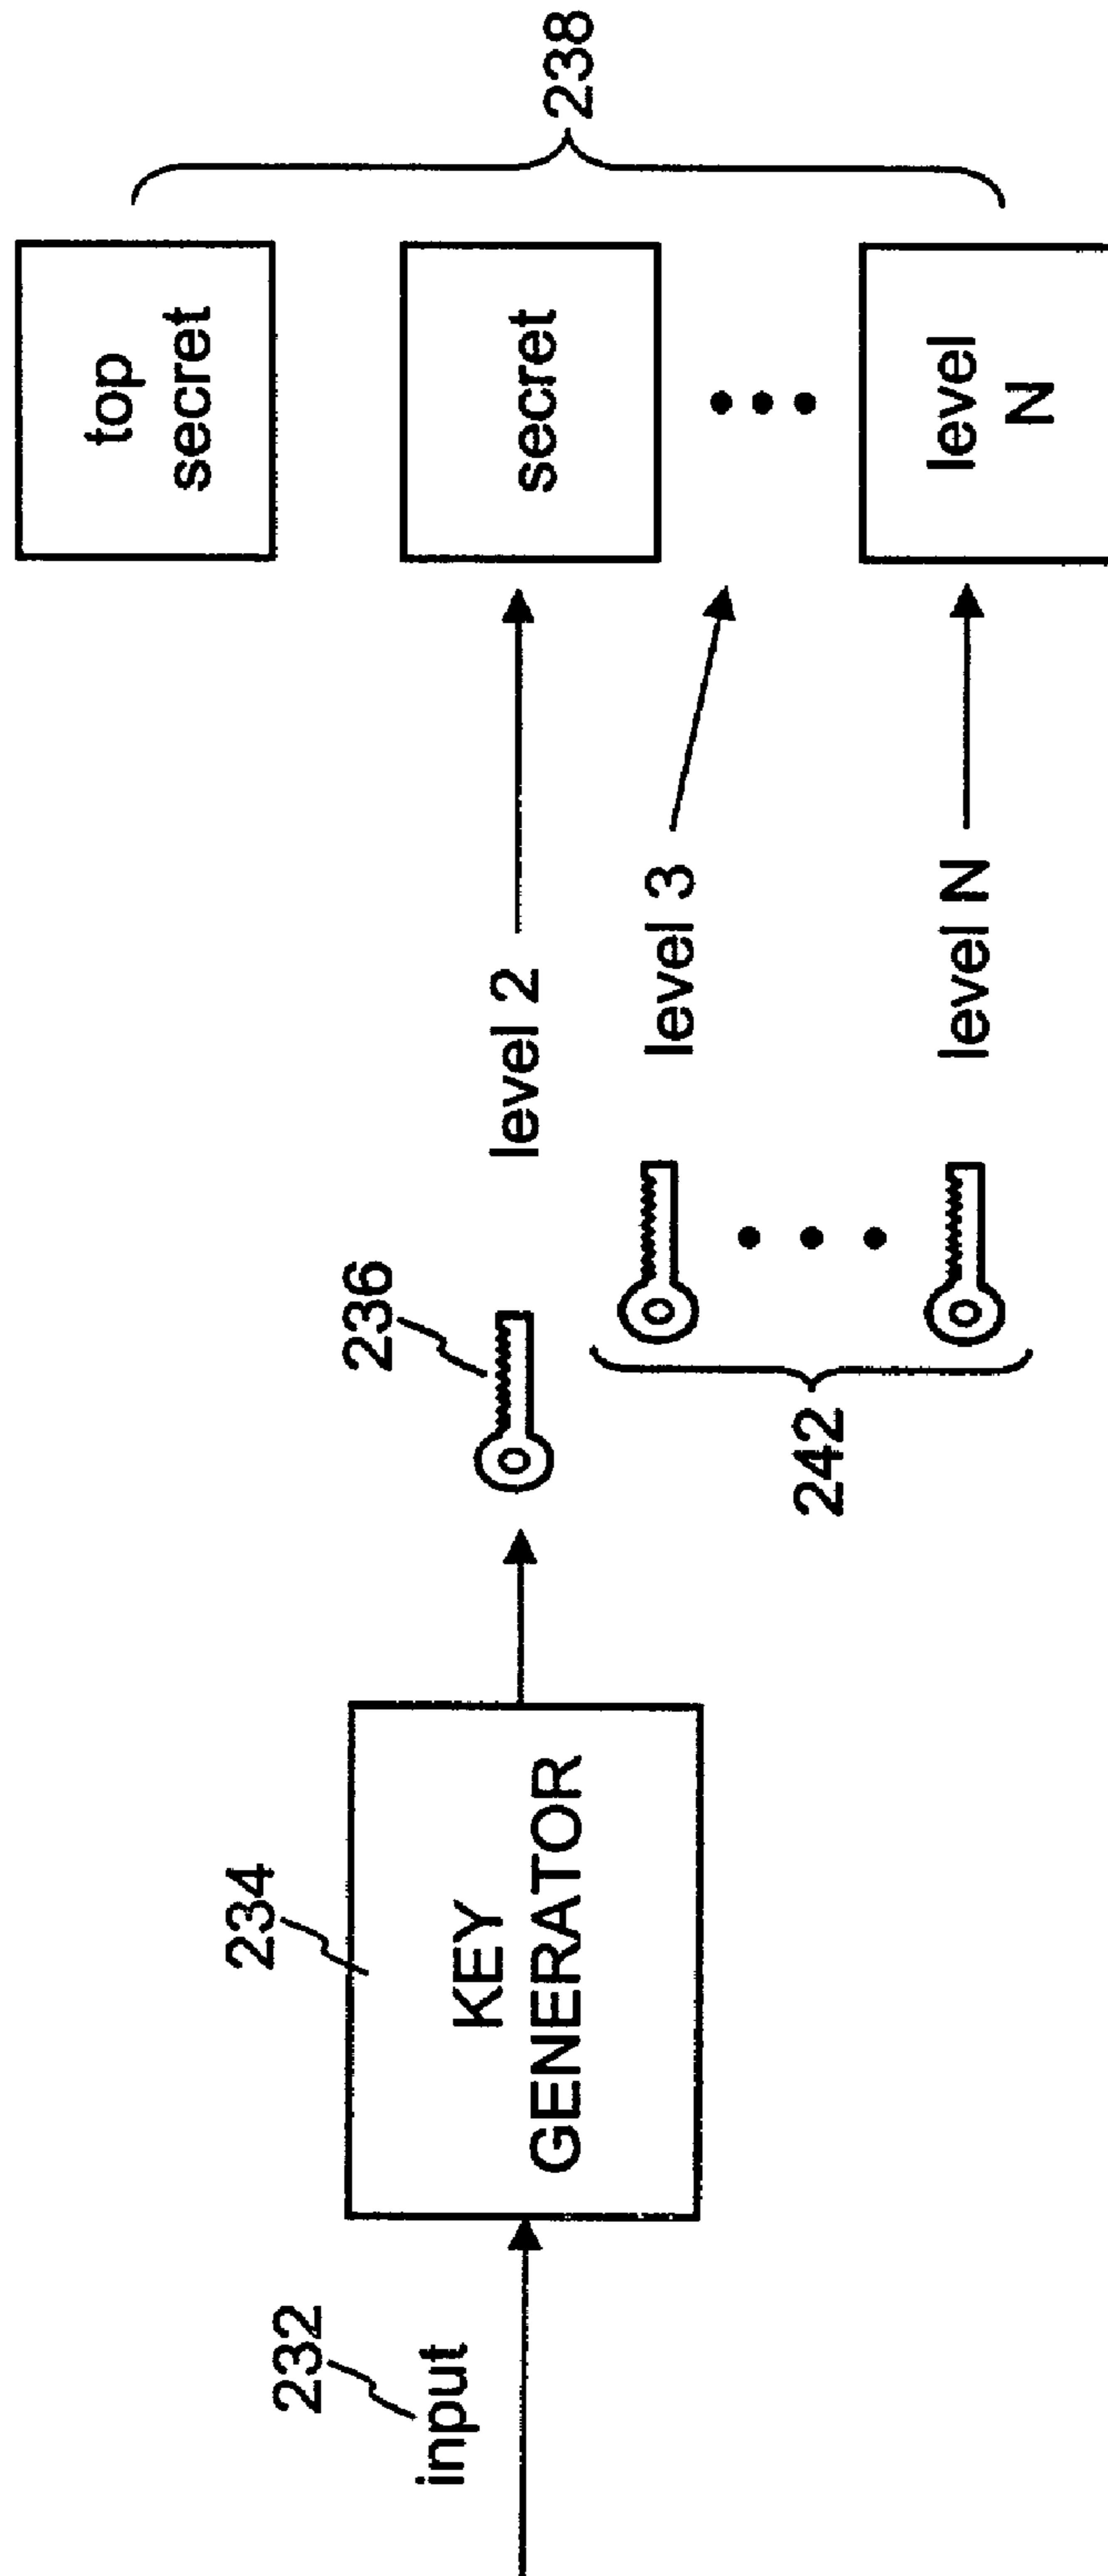 232
input
234
KEY
GENERATOR
236
242
level 2
level 3
level N
top
secret
secret
level
N
238